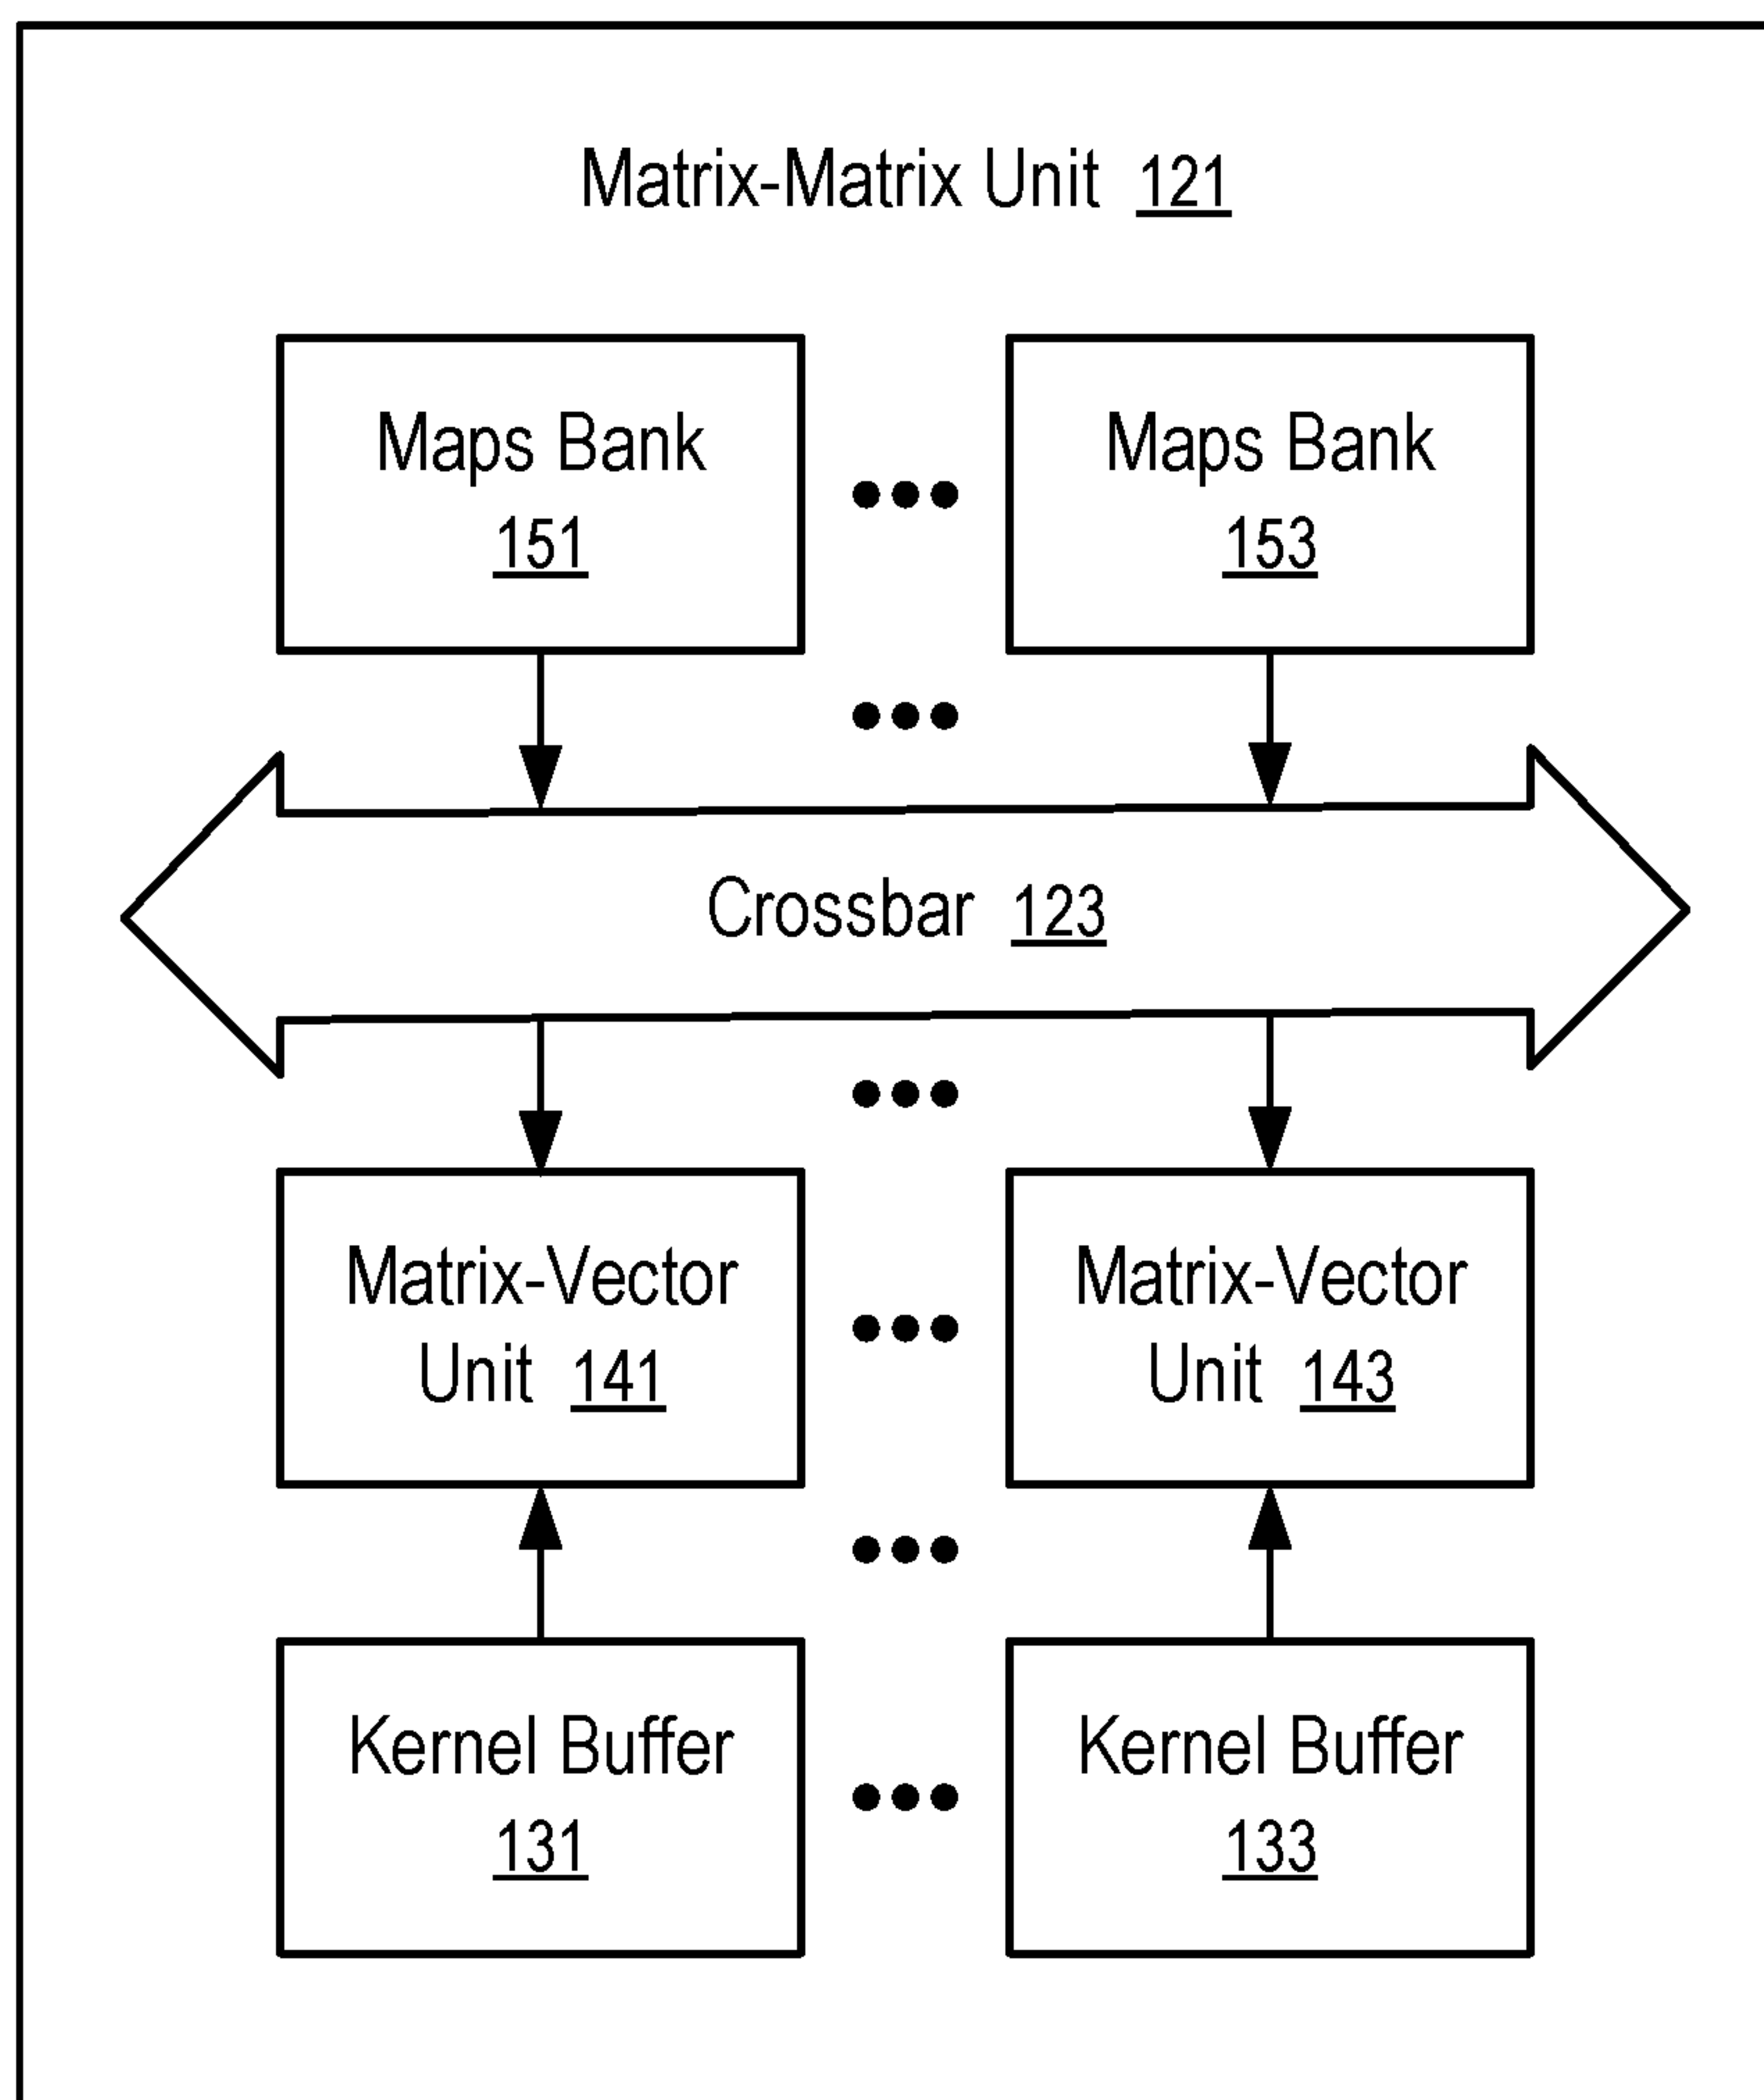 Matrix-Matrix Unit 121
Maps Bank
151
Maps Bank
153
Crossbar 123
Matrix-Vector
Unit 141
Matrix-Vector
Unit 143
Kernel Buffer
131
Kernel Buffer
133